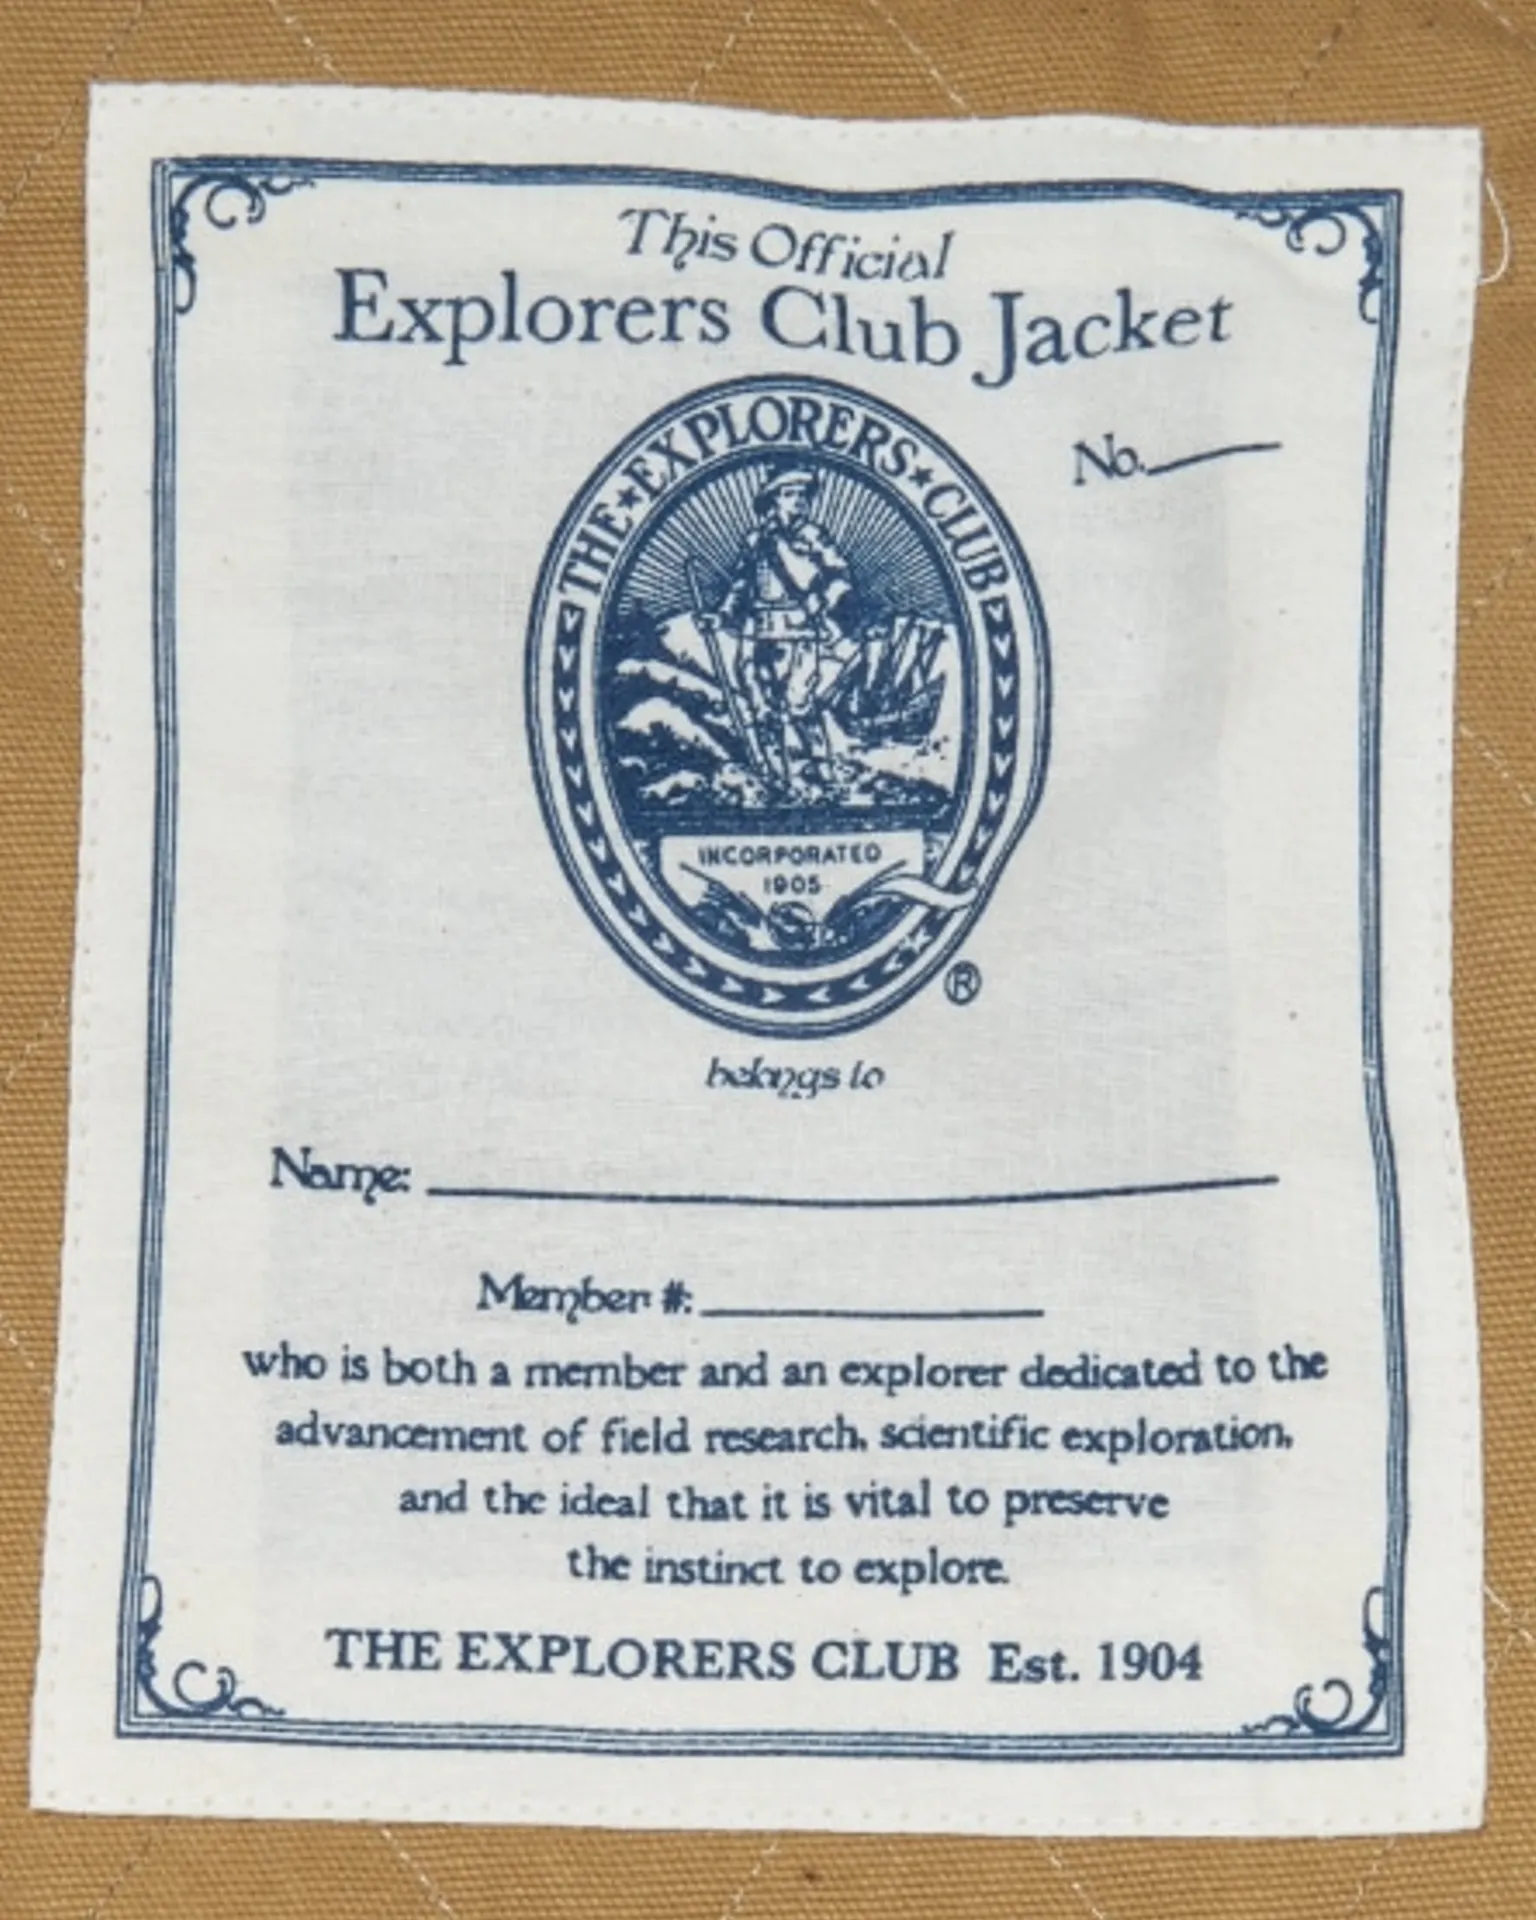 This Official
Explorers Club Jacket
No.
THE★EXPLORERS★CLUB
INCORPORATED
1905
®
belongs to
Name:
Member #:
who is both a member and an explorer dedicated to the
advancement of field research, scientific exploration,
and the ideal that it is vital to preserve
the instinct to explore.
THE EXPLORERS CLUB Est. 1904